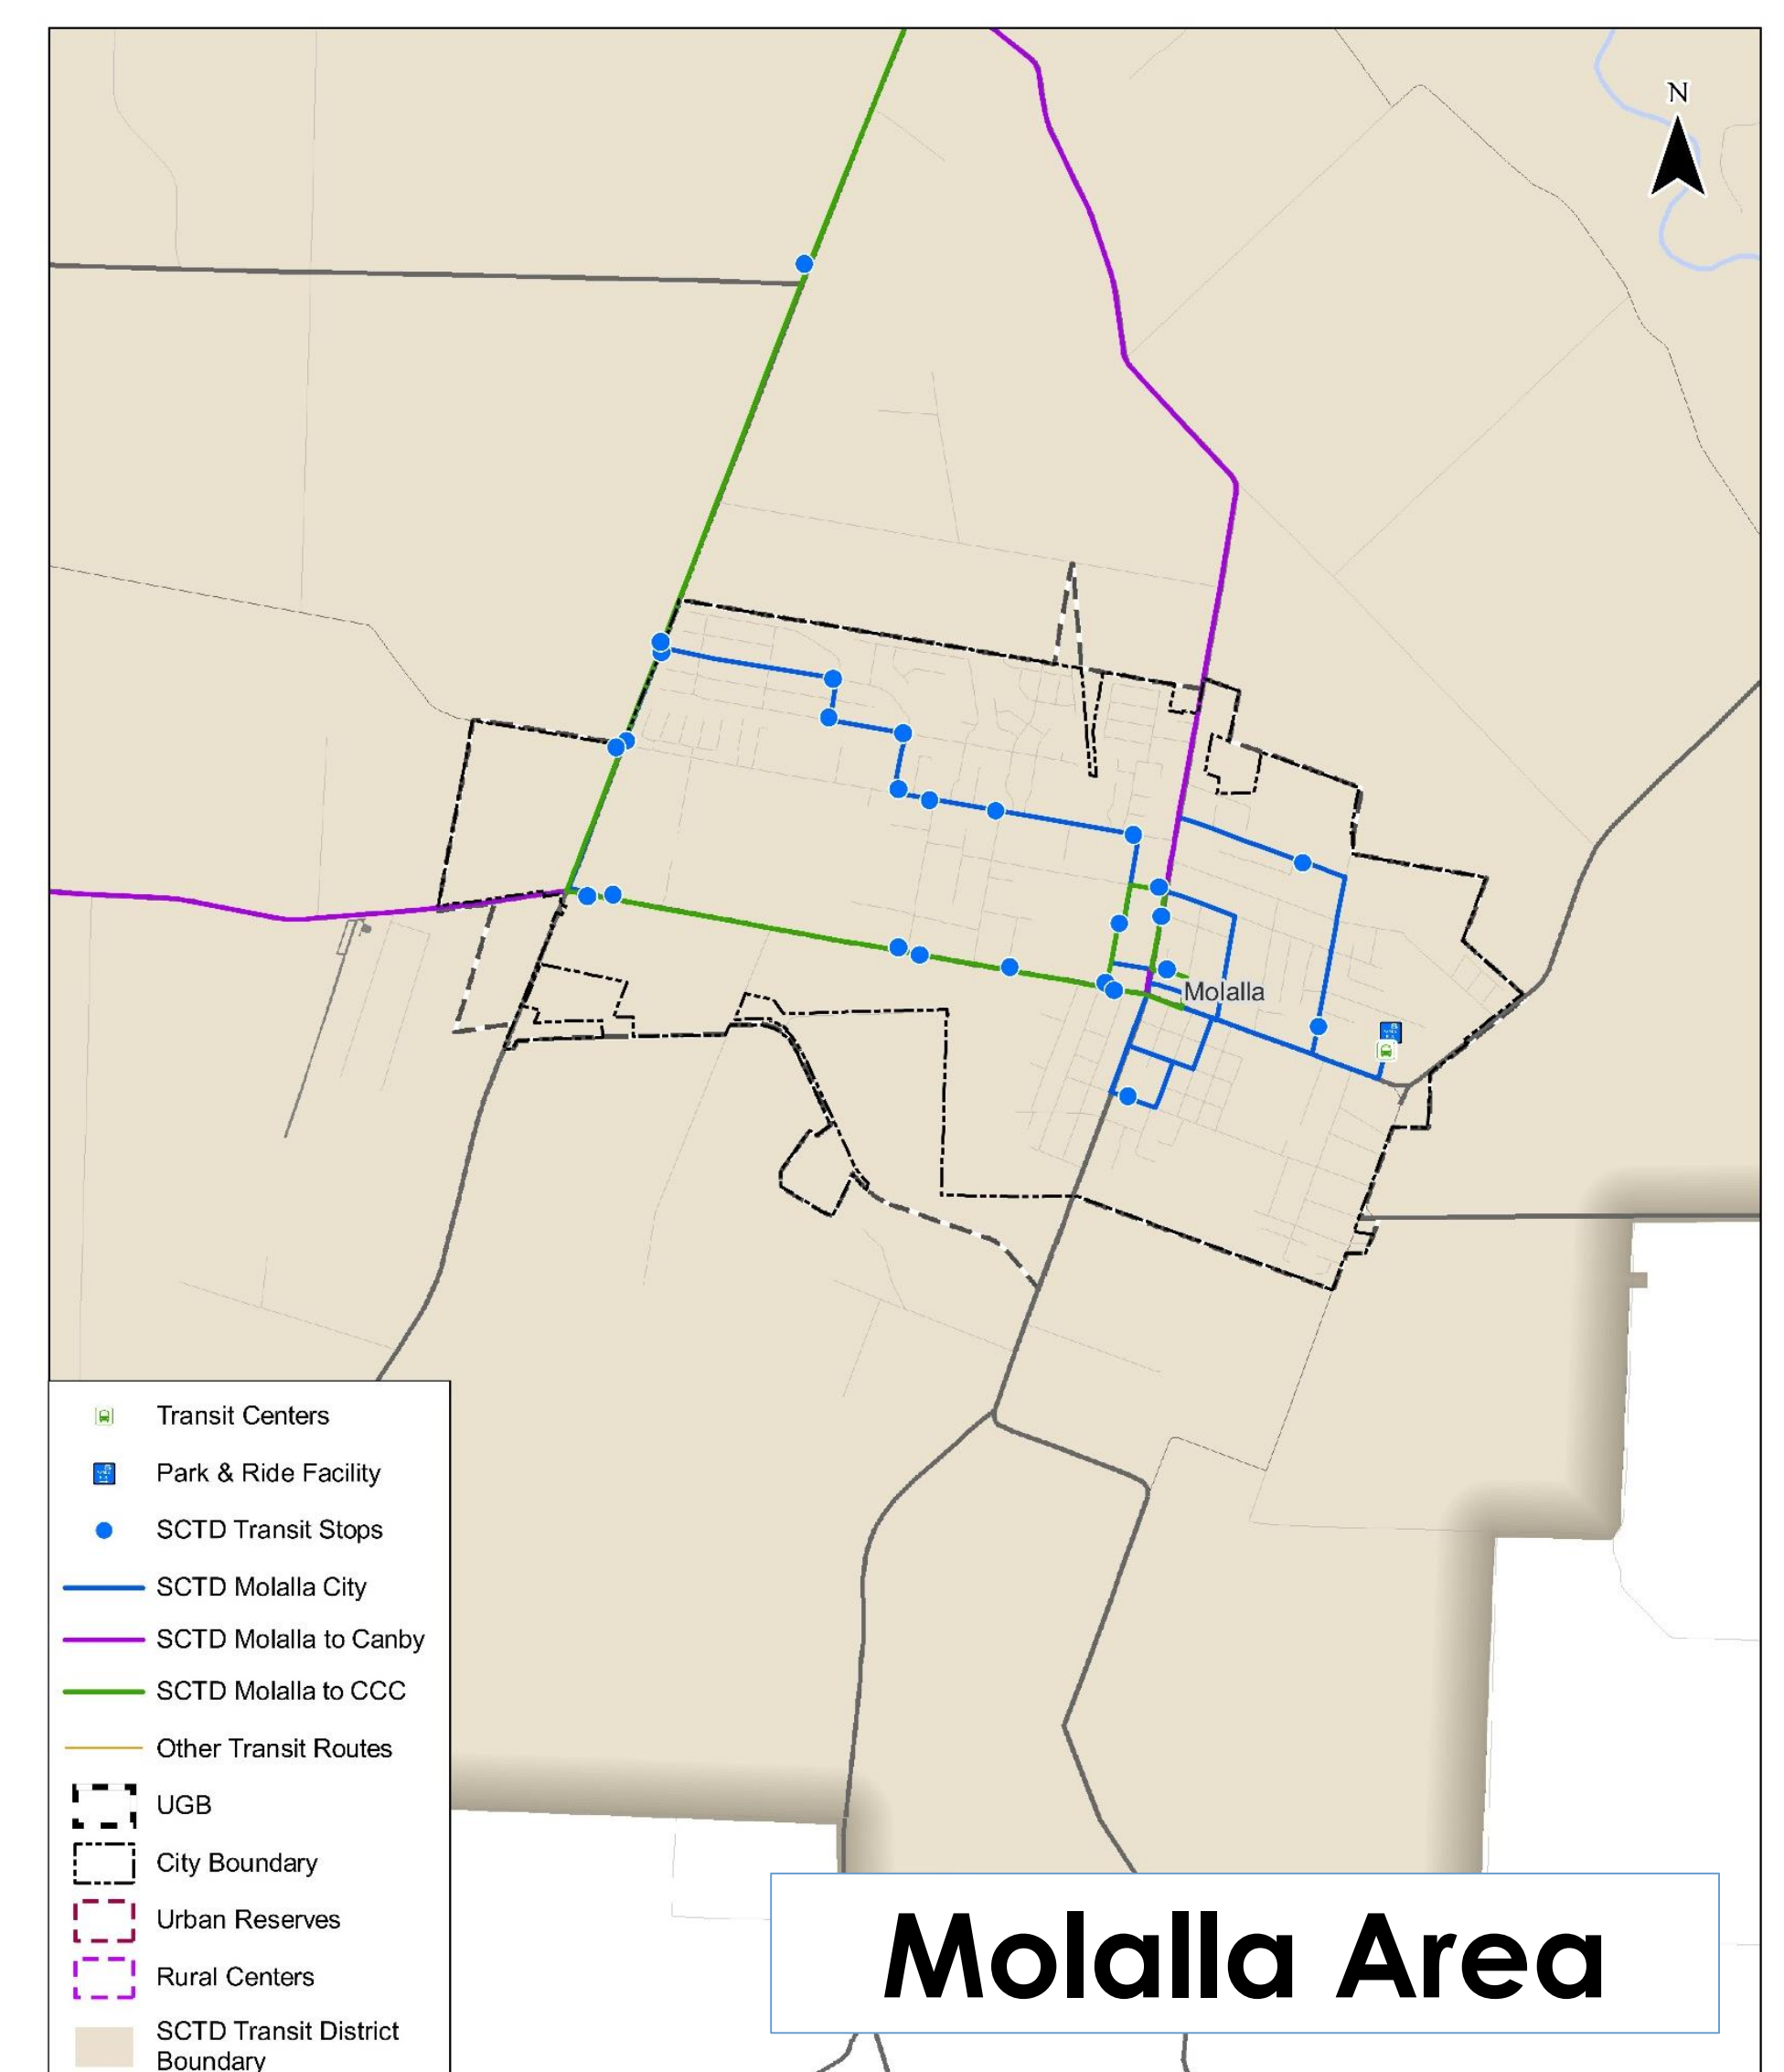 N
Molalla
Transit Centers
Park & Ride Facility
SCTD Transit Stops
SCTD Molalla City
SCTD Molalla to Canby
SCTD Molalla to CCC
Other Transit Routes
UGB
City Boundary
Urban Reserves
Rural Centers
SCTD Transit District
Boundary
Molalla Area